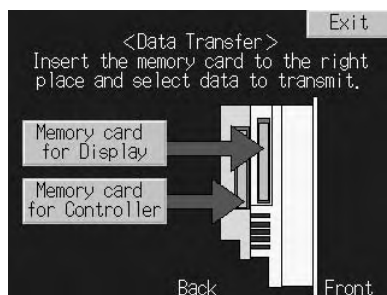 Exit
<Data Transfer>
Insert the memory card to the right
place and select data to transmit.
Memory card
for Display
Memory card
for Controller
Back
Front